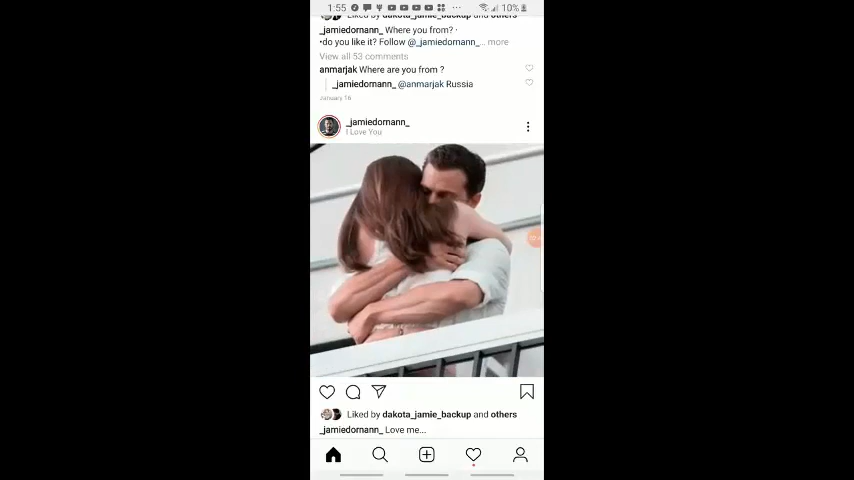 1:55
10%
Liked by dakota_jamie_backup and others
_jamiedornann_ Where you from? ·
•do you like it? Follow @_jamiedornann_... more
View all 53 comments
anmarjak Where are you from ?
_jamiedornann_ @anmarjak Russia
January 16
_jamiedornann_
I Love You
Liked by dakota_jamie_backup and others
_jamiedornann_ Love me...